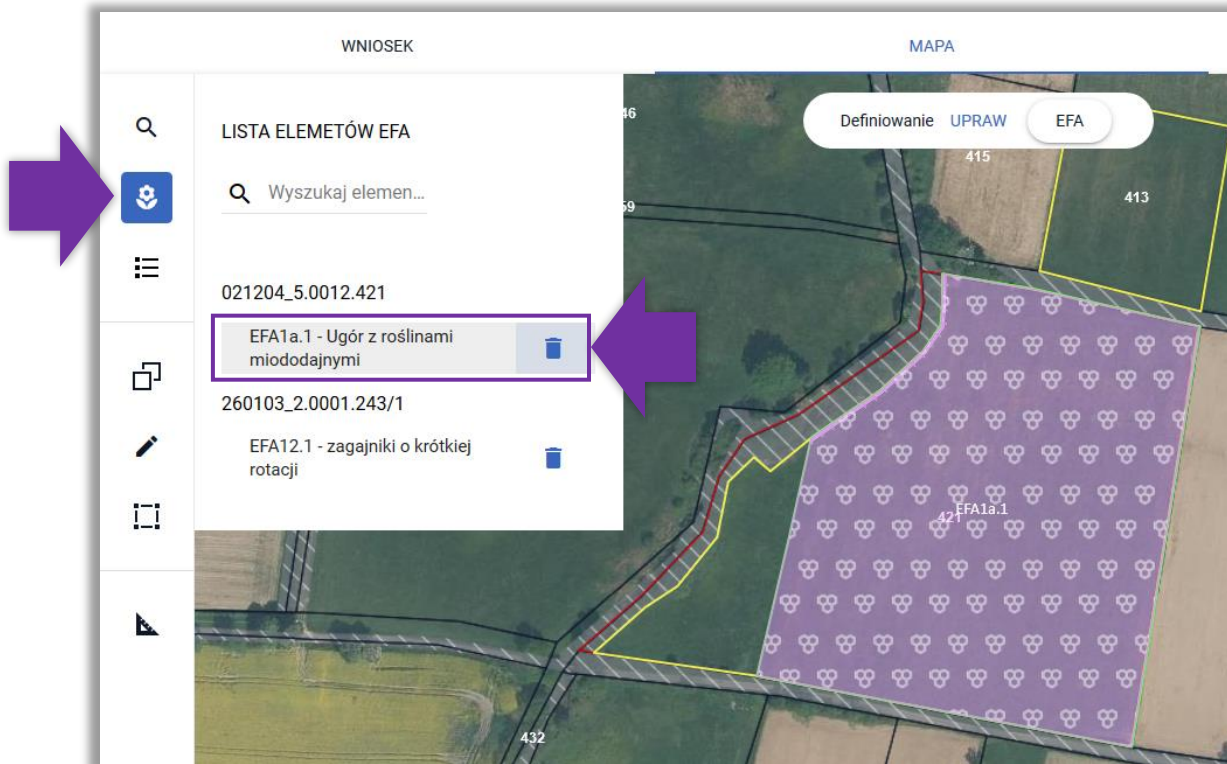 WNIOSEK
MAPA
LISTA ELEMETÓW EFA
Wyszukaj elemen...
021204_5.0012.421
EFA1a.1 - Ugór z roślinami
miododajnymi
260103_2.0001.243/1
EFA12.1 - zagajniki o krótkiej
rotacji
Definiowanie UPRAW EFA
46
415
413
59
421
EFA1a.1
432